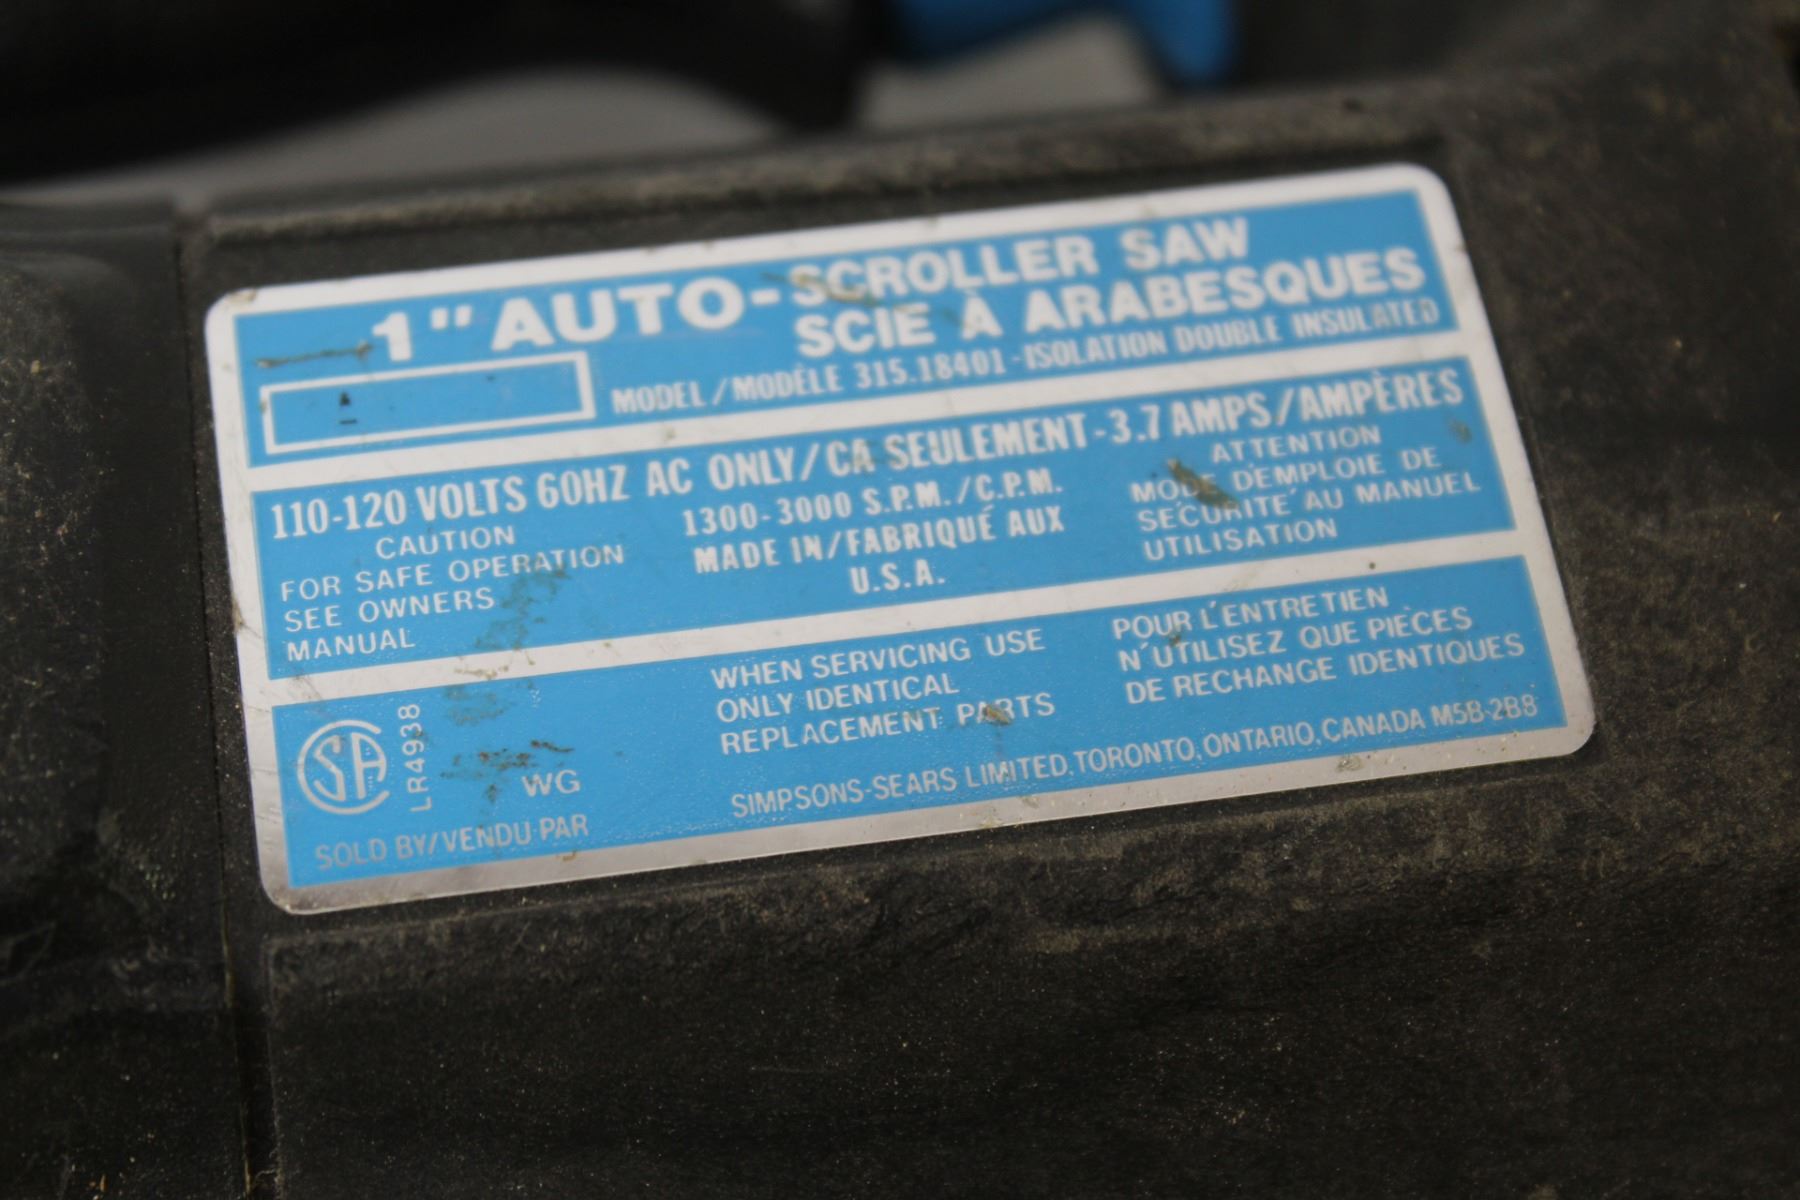 1" AUTO-SCROLLER SAW
SCIE À ARABESQUES
MODEL/MODÈLE 315.18401-ISOLATION DOUBLE INSULATED
110-120 VOLTS 60HZ AC ONLY/CA SEULEMENT-3.7 AMPS/AMPÈRES
CAUTION
FOR SAFE OPERATION
SEE OWNERS
MANUAL
1300-3000 S.P.M./C.P.M.
MADE IN/FABRIQUÉ AUX
U.S.A.
ATTENTION
MODE D'EMPLOIE DE
SÉCURITÉ AU MANUEL
UTILISATION
SA
LR4938
WG
WHEN SERVICING USE
ONLY IDENTICAL
REPLACEMENT PARTS
POUR L'ENTRETIEN
N'UTILISEZ QUE PIÈCES
DE RECHANGE IDENTIQUES
SOLD BY/VENDU PAR
SIMPSONS-SEARS LIMITED, TORONTO, ONTARIO, CANADA M5B-2B8